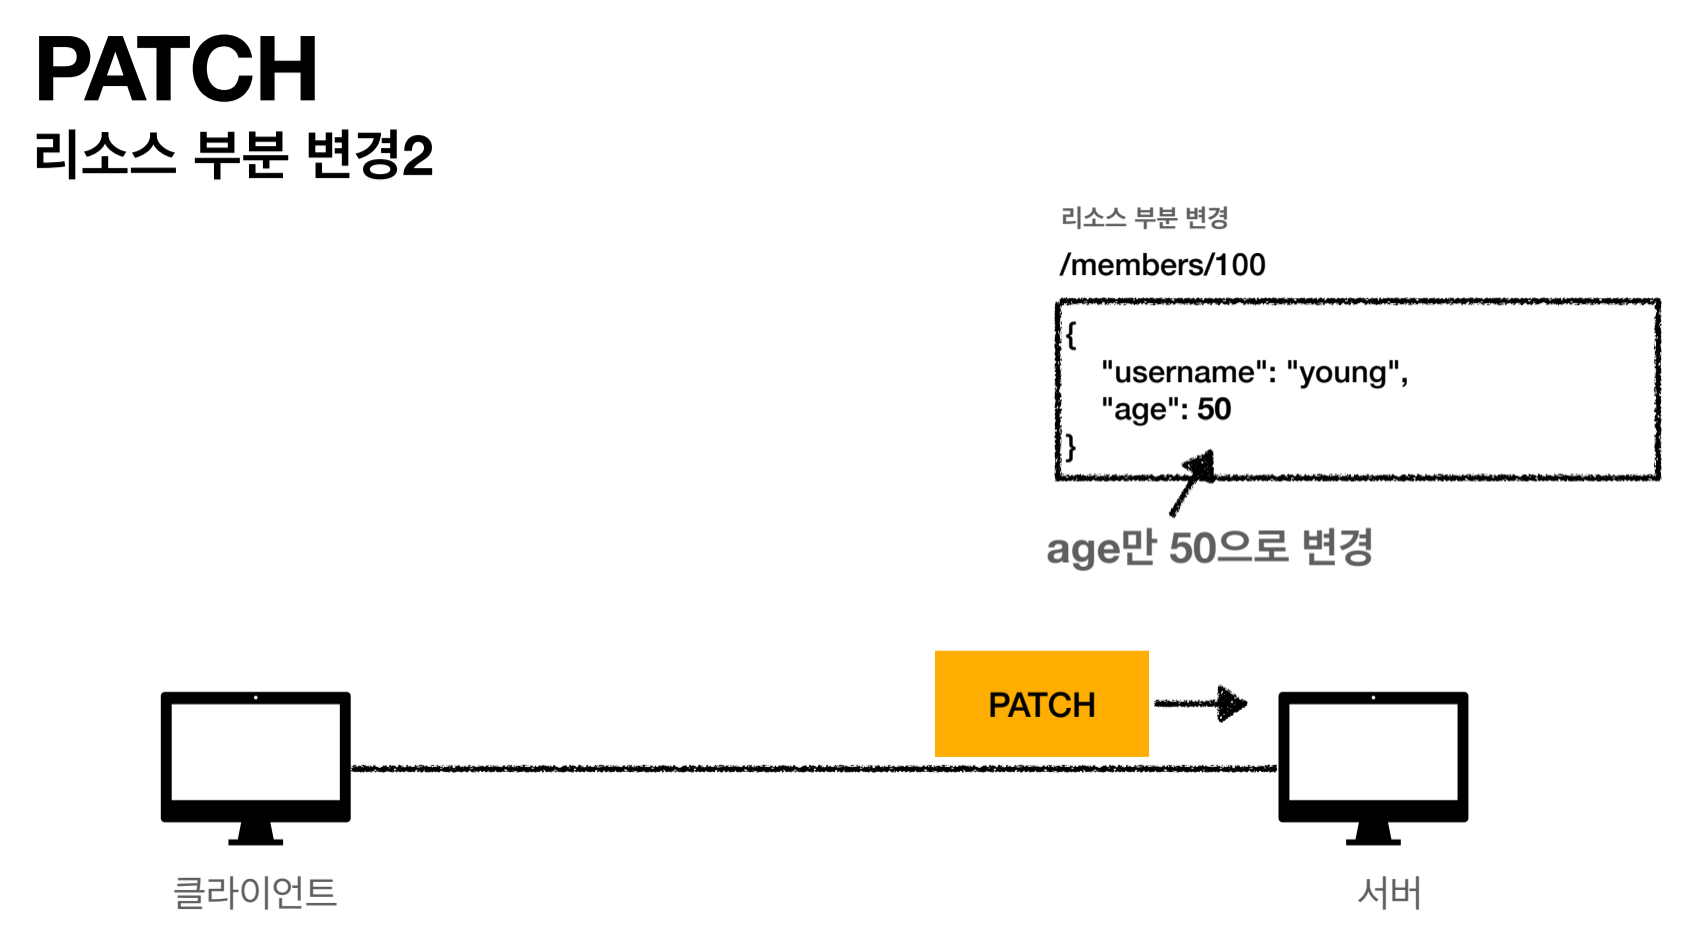 PATCH
리소스 부분 변경2
리소스 부분 변경
/members/100
{
"username": "young",
"age": 50
}
age만 50으로 변경
PATCH
클라이언트
서버